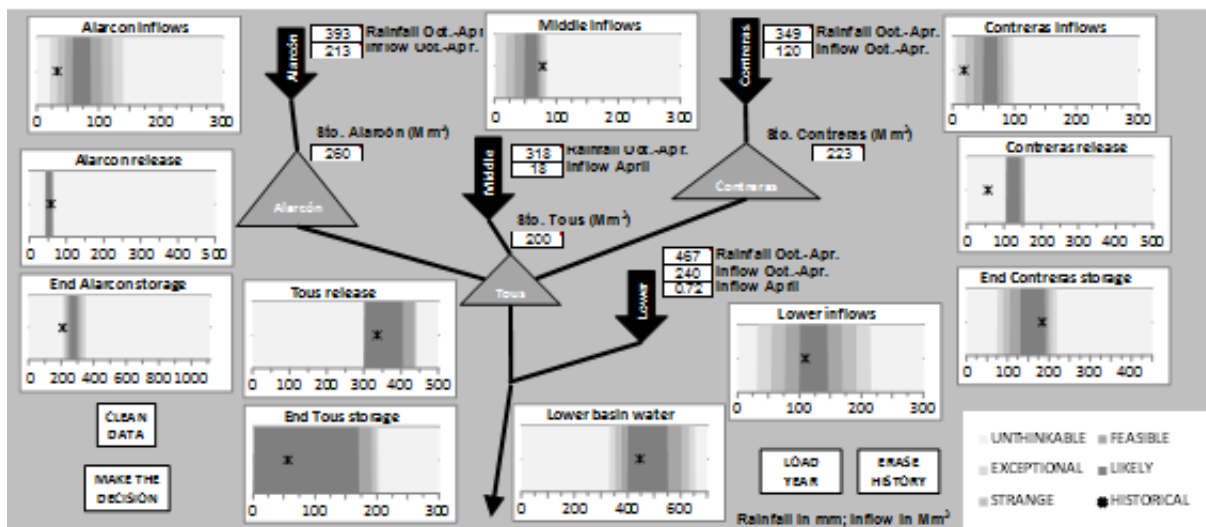 Alarcon inflows
0 100 200 300
Alarcón
393 Rainfall Oct.-Apr.
213 Inflow Oct.-Apr.
Middle inflows
0 100 200 300
Contreras
349 Rainfall Oct.-Apr.
120 Inflow Oct.-Apr.
Contreras inflows
0 100 200 300
Sto. Alarcón (Mm³)
260
Sto. Contreras (Mm³)
223
Alarcon release
0 100 200 300 400 500
Middle
318 Rainfall Oct.-Apr.
18 Inflow April
Contreras release
0 100 200 300 400 500
Alarcón
Contreras
Sto. Tous (Mm³)
200
467 Rainfall Oct.-Apr.
240 Inflow Oct.-Apr.
0.72 Inflow April
Lower
End Alarcon storage
0 200 400 600 800 1000
Tous release
0 100 200 300 400 500
Tous
Lower inflows
0 100 200 300
End Contreras storage
0 100 200 300 400
CLEAN
DATA
MAKE THE
DECISION
End Tous storage
0 100 200 300
Lower basin water
0 200 400 600
LOAD
YEAR
ERASE
HISTORY
Rainfall in mm; Inflow in Mm³
UNTHINKABLE FEASIBLE
EXCEPTIONAL LIKELY
STRANGE HISTORICAL